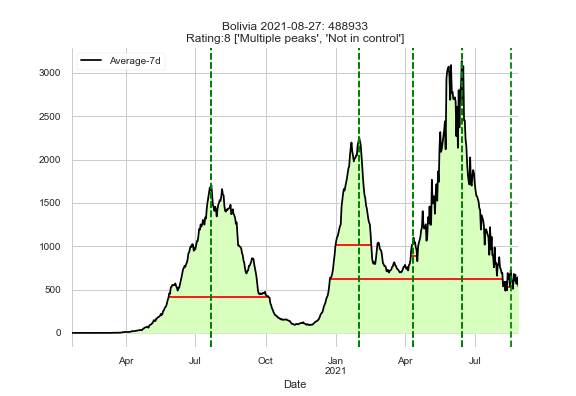 Bolivia 2021-08-27: 488933
Rating:8 ['Multiple peaks', 'Not in control']
Average-7d
3000
2500
2000
1500
1000
500
0
Apr Jul Oct Jan Apr Jul
2021
Date